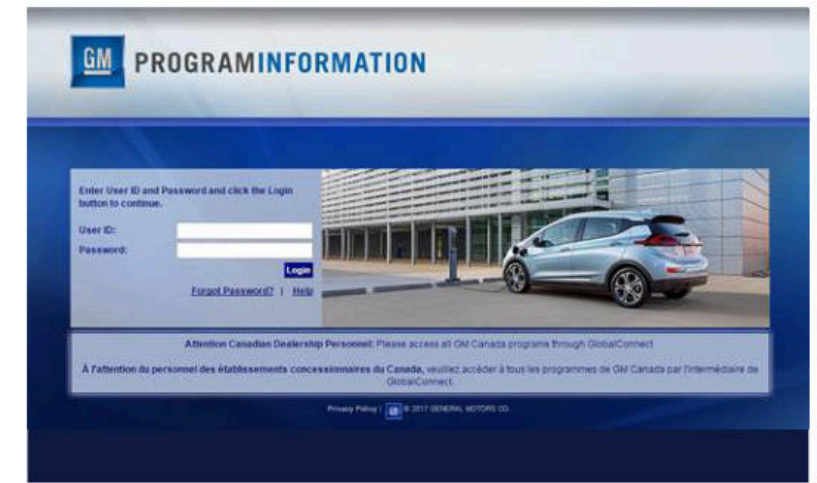 GM PROGRAMINFORMATION
Enter User ID and Password and click the Login
button to continue.
User ID:
Password:
Login
Forgot Password? | Help
Attention Canadian Dealership Personnel: Please access all GM Canada programs through GlobalConnect
À l'attention du personnel des établissements concessionnaires du Canada, veuillez accéder à tous les programmes de GM Canada par l'intermédiaire de
GlobalConnect.
Privacy Policy | GM © 2017 GENERAL MOTORS CO.